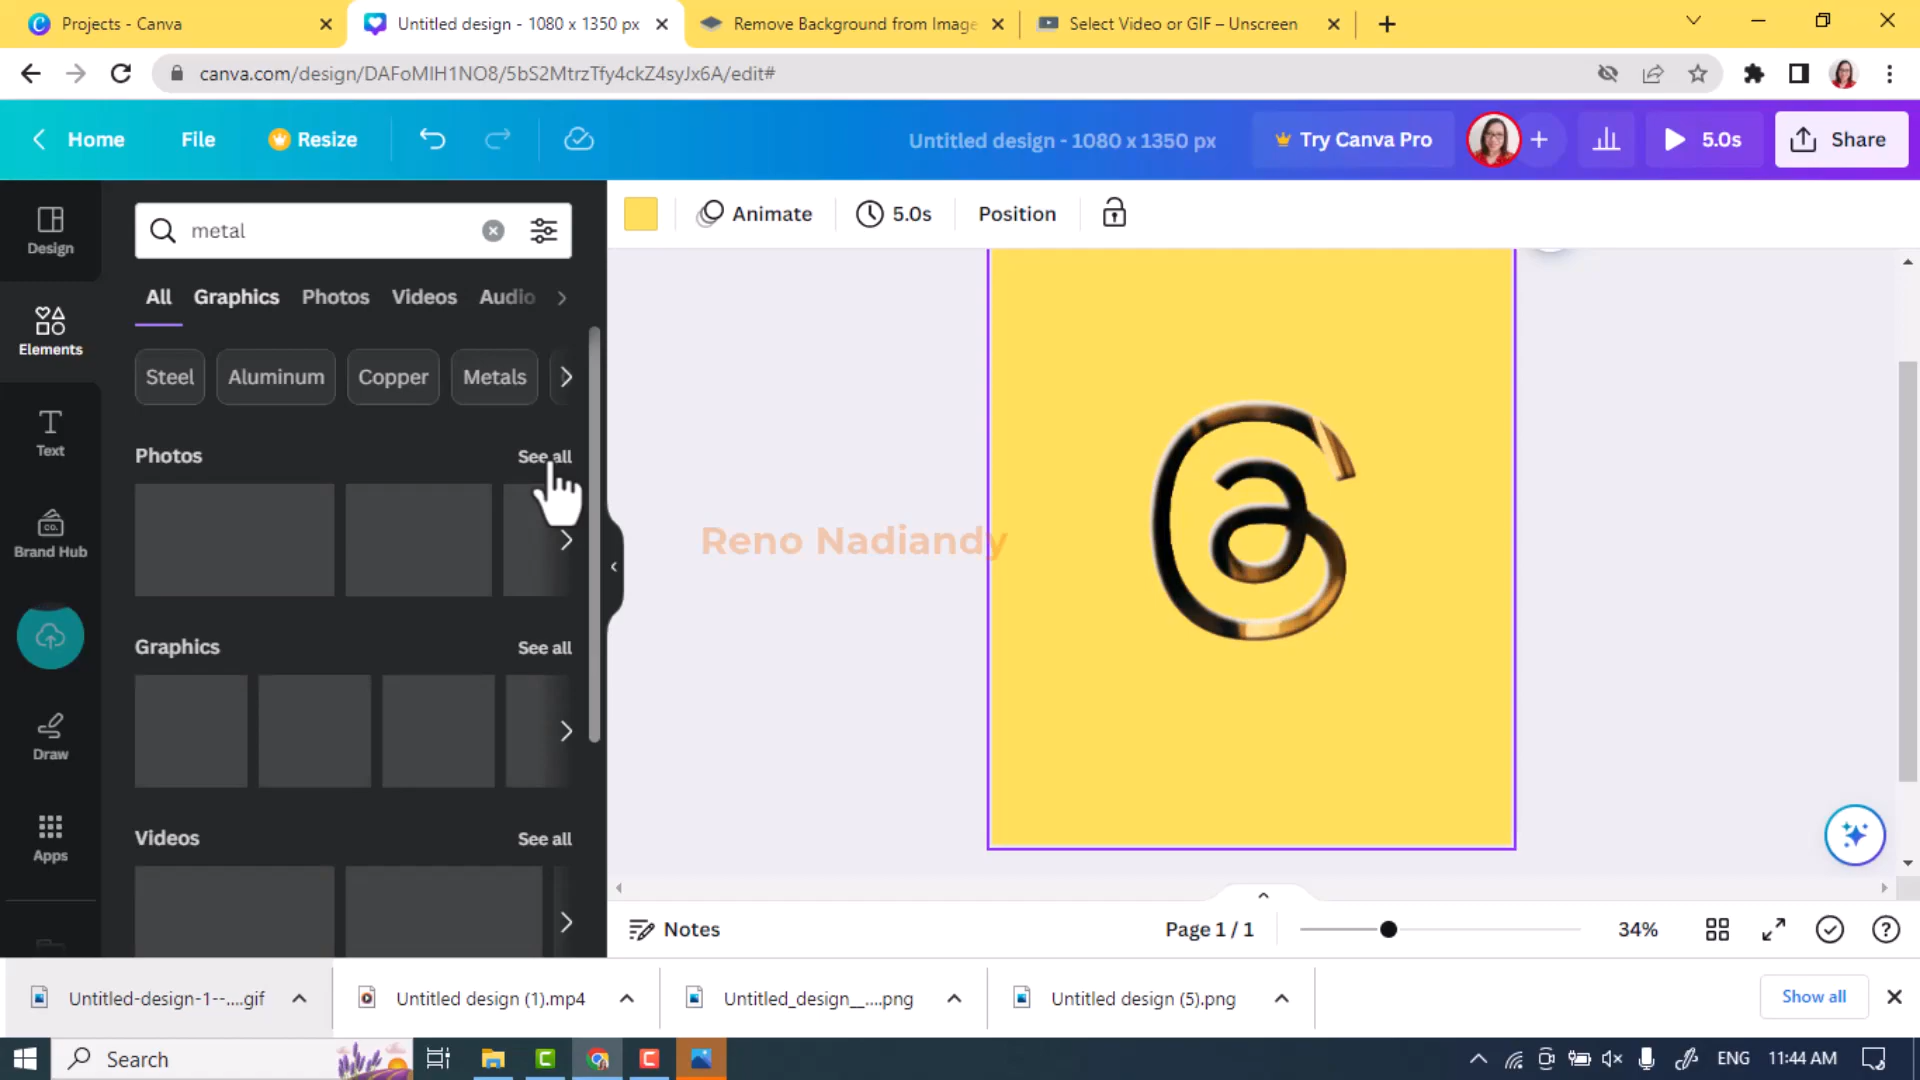 Projects - Canva
Untitled design - 1080 x 1350 px
Remove Background from Image
Select Video or GIF – Unscreen
canva.com/design/DAFoMIH1NO8/5bS2MtrzTfy4ckZ4syJx6A/edit#
Home
File
Resize
Untitled design - 1080 x 1350 px
Try Canva Pro
5.0s
Share
Design
Elements
Text
Brand Hub
Draw
Apps
metal
All
Graphics
Photos
Videos
Audio
Steel
Aluminum
Copper
Metals
Photos
See all
Graphics
See all
Videos
See all
Animate
5.0s
Position
Reno Nadiandy
Notes
Page 1 / 1
34%
Untitled-design-1--....gif
Untitled design (1).mp4
Untitled_design__....png
Untitled design (5).png
Show all
Search
ENG
11:44 AM